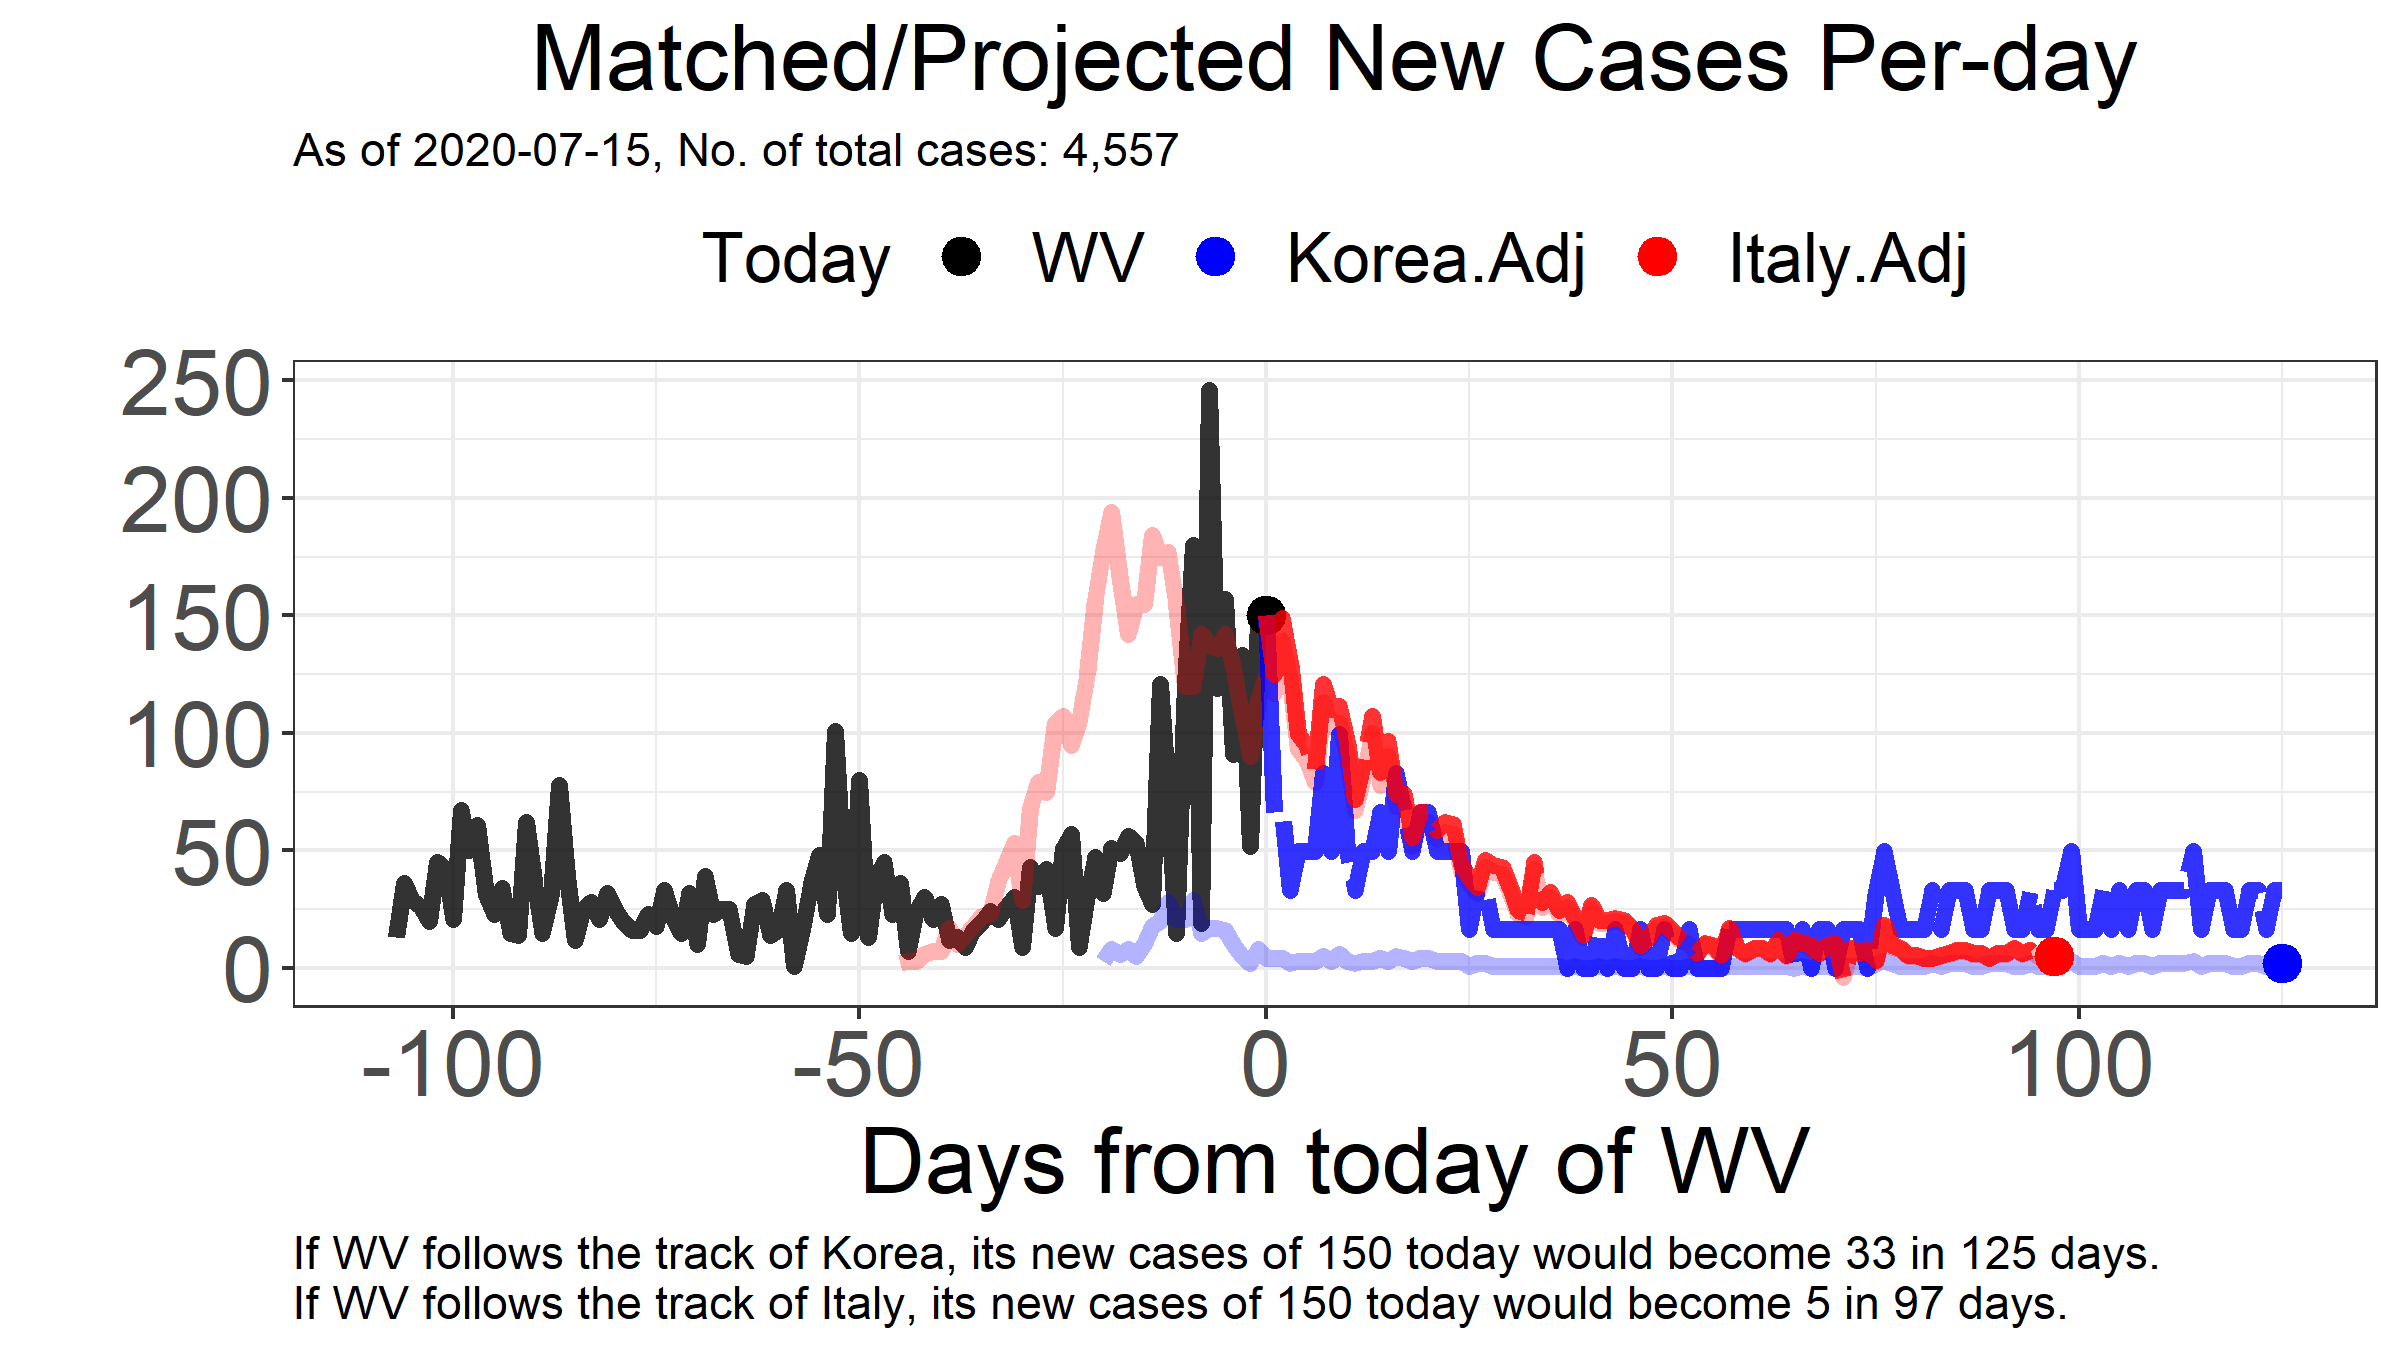 Matched/Projected New Cases Per-day
As of 2020-07-15, No. of total cases: 4,557
Today WV Korea.Adj Italy.Adj
250
200
150
100
50
0
-100 -50 0 50 100
Days from today of WV
If WV follows the track of Korea, its new cases of 150 today would become 33 in 125 days.
If WV follows the track of Italy, its new cases of 150 today would become 5 in 97 days.